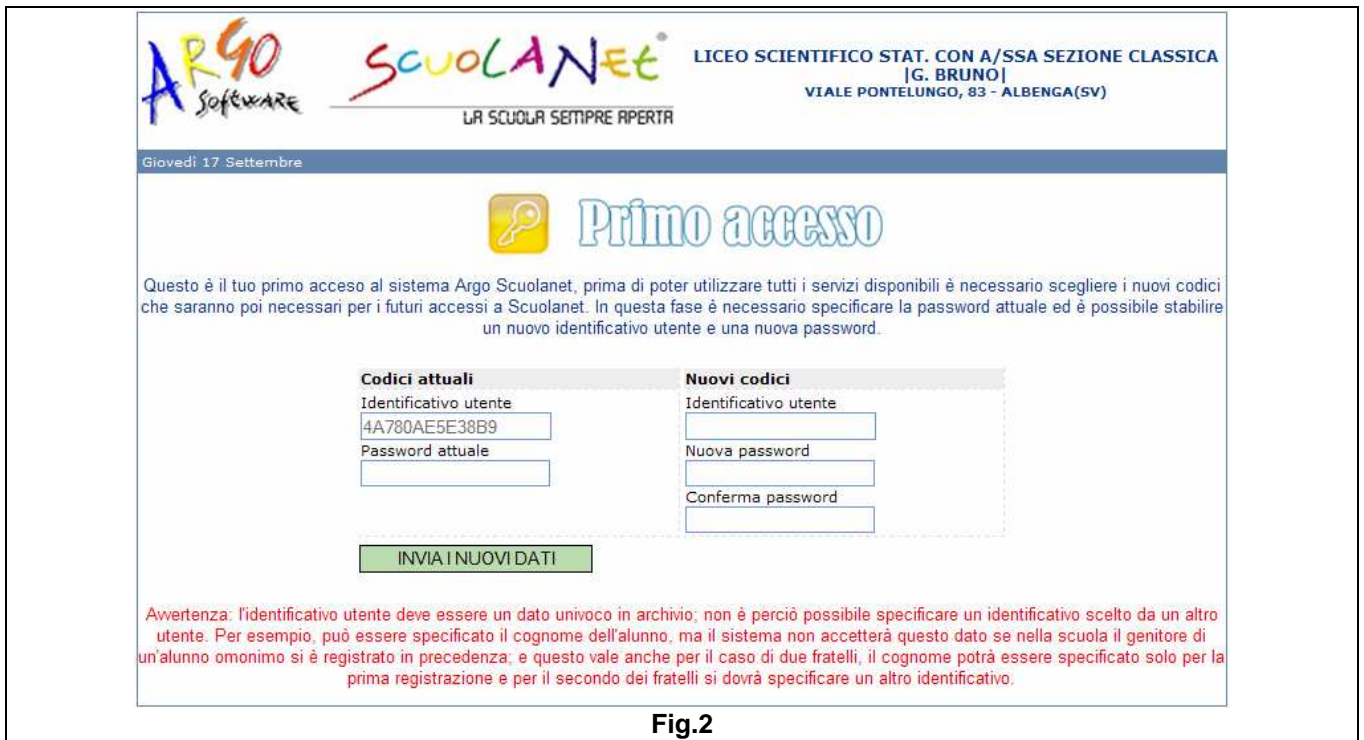 ARGO
SOFTWARE
SCUOLANEt
LA SCUOLA SEMPRE APERTA
LICEO SCIENTIFICO STAT. CON A/SSA SEZIONE CLASSICA
|G. BRUNO|
VIALE PONTELUNGO, 83 - ALBENGA(SV)
Giovedì 17 Settembre
Primo accesso
Questo è il tuo primo acceso al sistema Argo Scuolanet, prima di poter utilizzare tutti i servizi disponibili è necessario scegliere i nuovi codici
che saranno poi necessari per i futuri accessi a Scuolanet. In questa fase è necessario specificare la password attuale ed è possibile stabilire
un nuovo identificativo utente e una nuova password.
Codici attuali
Identificativo utente
4A780AE5E38B9
Password attuale
Nuovi codici
Identificativo utente
Nuova password
Conferma password
INVIA I NUOVI DATI
Avvertenza: l'identificativo utente deve essere un dato univoco in archivio; non è perciò possibile specificare un identificativo scelto da un altro
utente. Per esempio, può essere specificato il cognome dell'alunno, ma il sistema non accetterà questo dato se nella scuola il genitore di
un'alunno omonimo si è registrato in precedenza; e questo vale anche per il caso di due fratelli, il cognome potrà essere specificato solo per la
prima registrazione e per il secondo dei fratelli si dovrà specificare un altro identificativo.
Fig.2